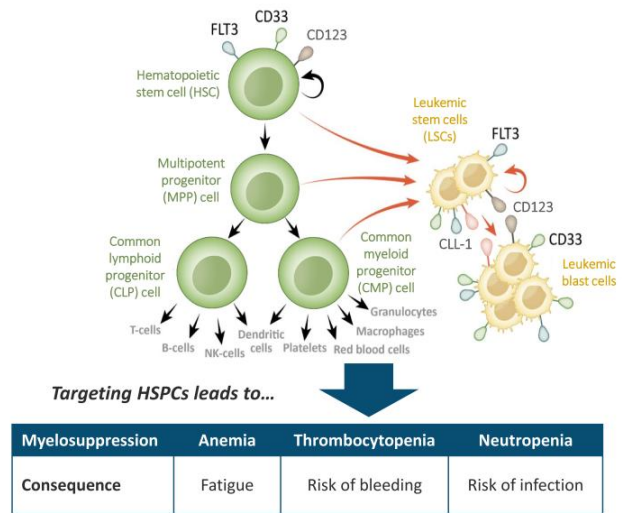 FLT3
CD33
CD123
Hematopoietic
stem cell (HSC)
Leukemic
stem cells
(LSCs)
FLT3
Multipotent
progenitor
(MPP) cell
CD123
CLL-1
CD33
Leukemic
blast cells
Common
lymphoid
progenitor
(CLP) cell
Common
myeloid
progenitor
(CMP) cell
T-cells
B-cells
NK-cells
Dendritic
cells
Platelets
Red blood cells
Macrophages
Granulocytes
Targeting HSPCs leads to...
Myelosuppression Anemia Thrombocytopenia Neutropenia
Consequence Fatigue Risk of bleeding Risk of infection